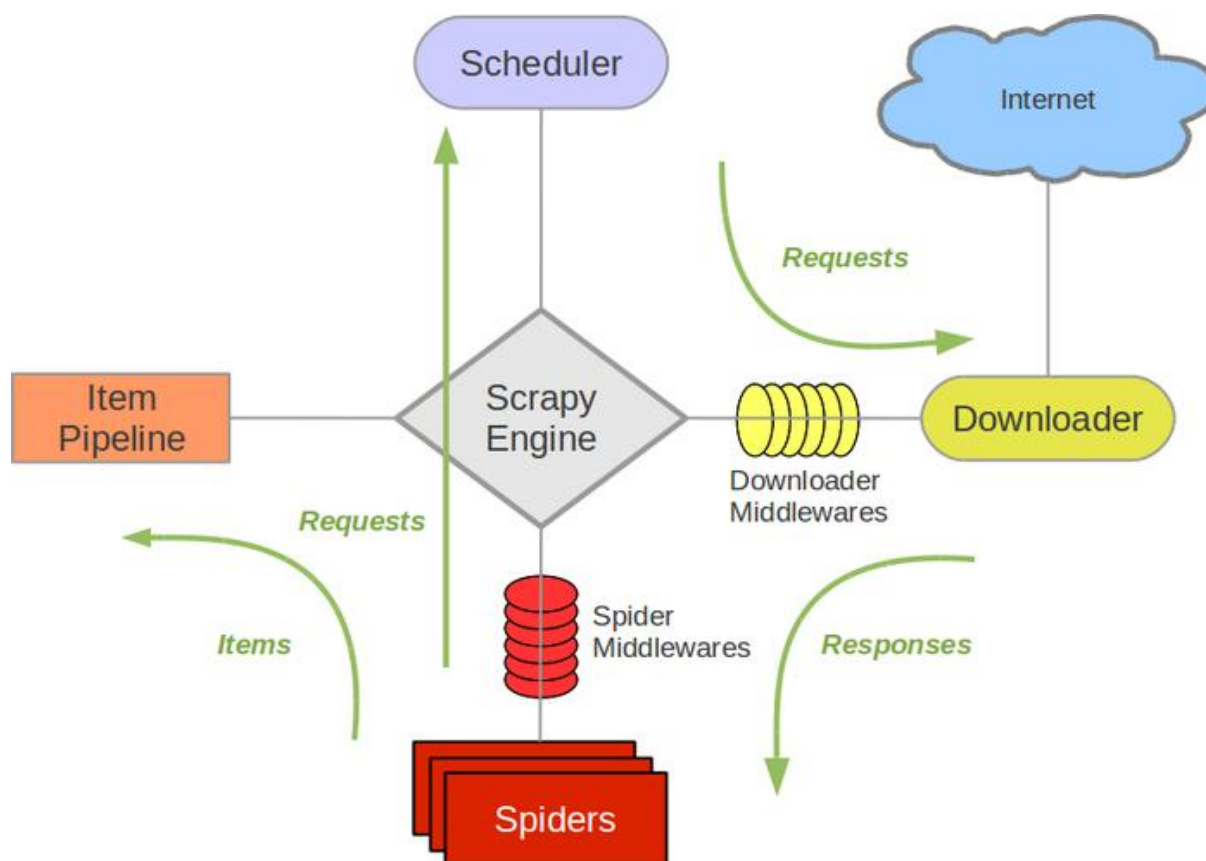 Scheduler
Internet
Requests
Item
Pipeline
Scrapy
Engine
Downloader
Downloader
Middlewares
Requests
Items
Spider
Middlewares
Responses
Spiders